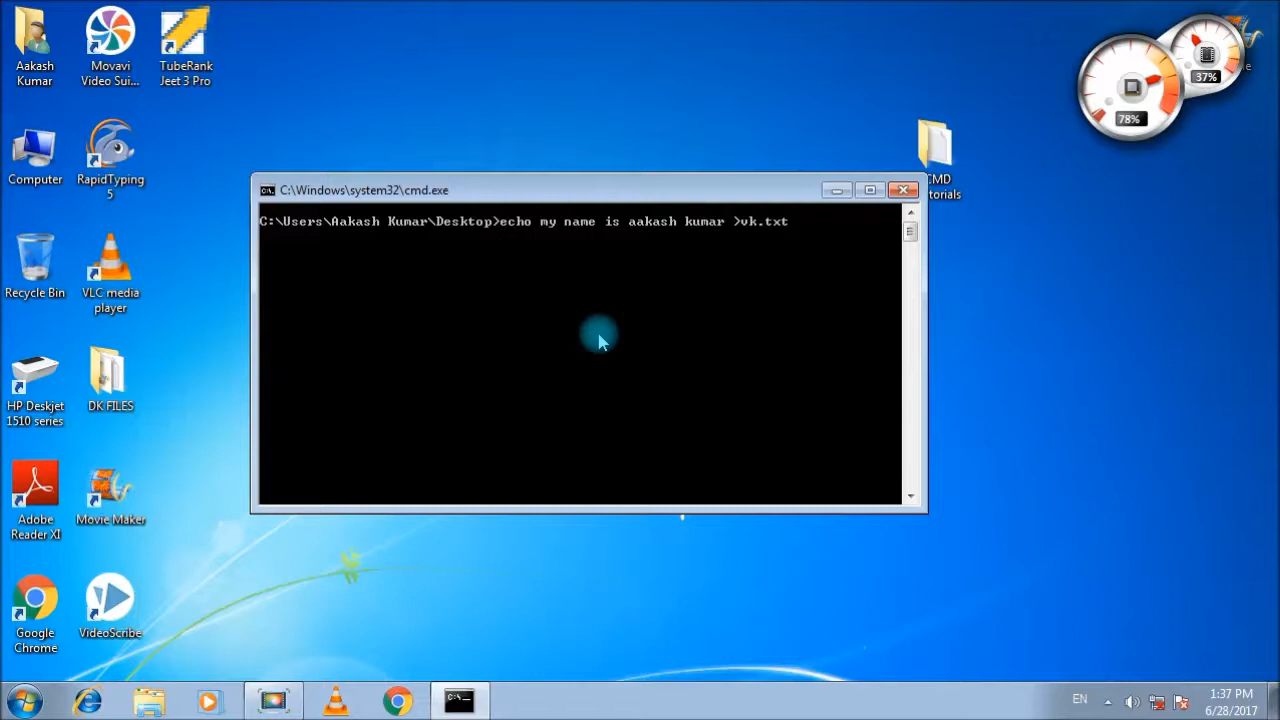 Aakash
Kumar
Movavi
Video Sui...
TubeRank
Jeet 3 Pro
Computer
RapidTyping
5
Recycle Bin
VLC media
player
HP Deskjet
1510 series
DK FILES
Adobe
Reader XI
Movie Maker
Google
Chrome
VideoScribe
C:\Windows\system32\cmd.exe
C:\Users\Aakash Kumar\Desktop>echo my name is aakash kumar >vk.txt
CMD
37%
78%
C:\._
EN
1:37 PM
6/28/2017